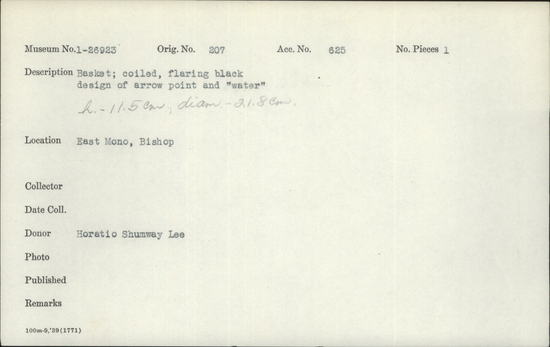 Museum No. 1-26923 Orig. No. 207 Acc. No. 625 No. Pieces 1
Description Basket; coiled, flaring black
design of arrow point and "water"
h. - 11.5 cm, diam - 21.8 cm.
Location East Mono, Bishop
Collector
Date Coll.
Donor Horatio Shumway Lee
Photo
Published
Remarks
100m-9,'39(1771)